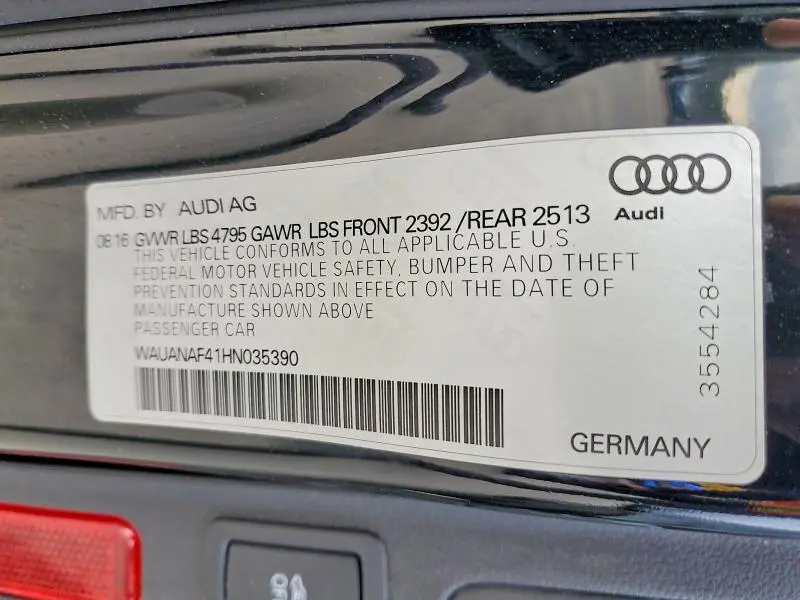 MFD. BY AUDI AG
08 16 GVWR LBS 4795 GAWR LBS FRONT 2392 /REAR 2513
THIS VEHICLE CONFORMS TO ALL APPLICABLE U.S.
FEDERAL MOTOR VEHICLE SAFETY, BUMPER AND THEFT
PREVENTION STANDARDS IN EFFECT ON THE DATE OF
MANUFACTURE SHOWN ABOVE
PASSENGER CAR
WAUANAF41HN035390
Audi
3554284
GERMANY